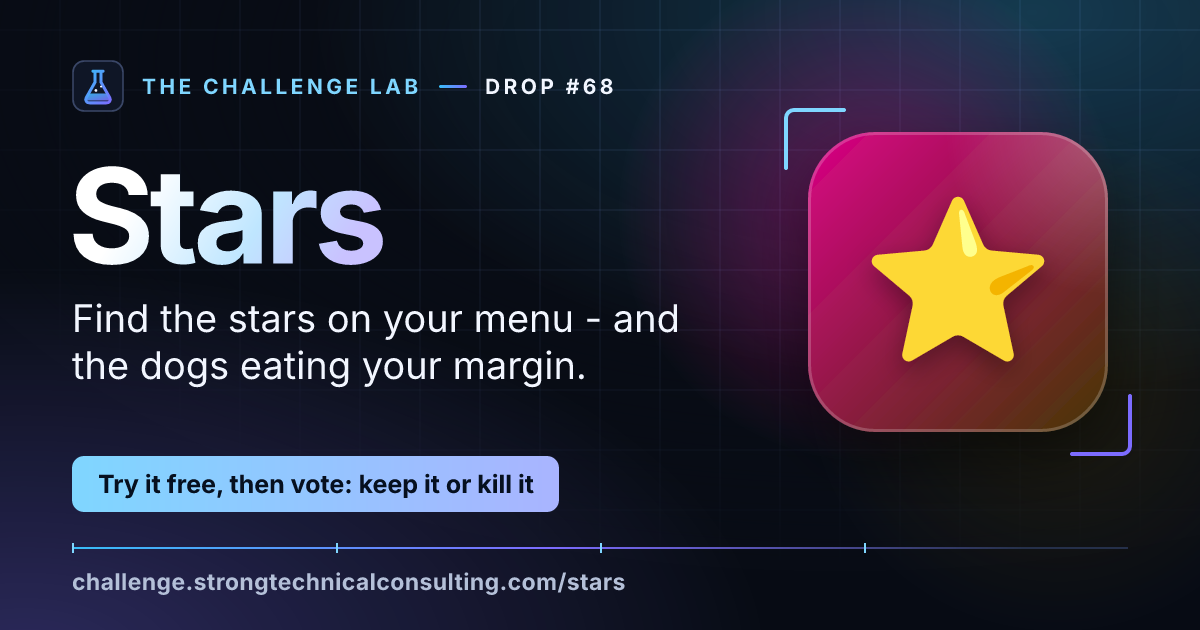 THE CHALLENGE LAB — DROP #68
Stars
Find the stars on your menu - and
the dogs eating your margin.
Try it free, then vote: keep it or kill it
challenge.strongtechnicalconsulting.com/stars